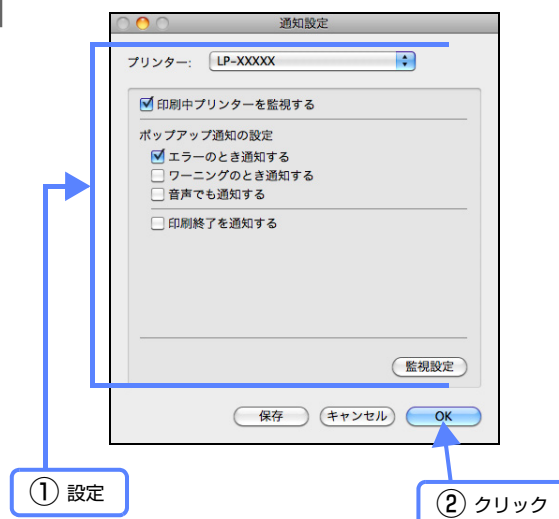 通知設定
プリンター: LP-XXXXX
印刷中プリンターを監視する
ポップアップ通知の設定
エラーのとき通知する
ワーニングのとき通知する
音声でも通知する
印刷終了を通知する
監視設定
保存 キャンセル OK
① 設定
② クリック